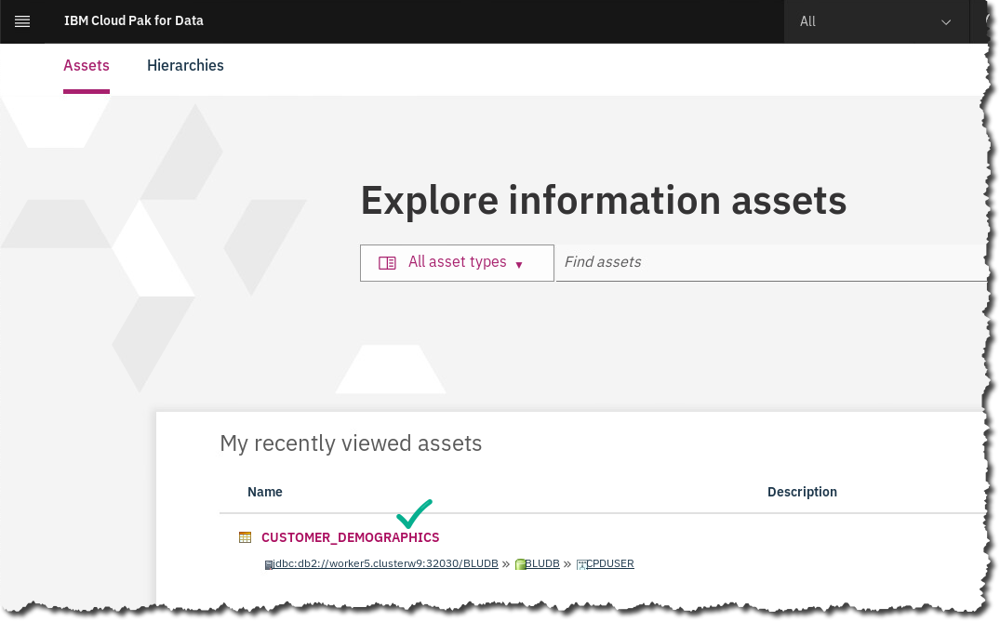 IBM Cloud Pak for Data All
Assets Hierarchies
Explore information assets
All asset types Find assets
My recently viewed assets
Name Description
CUSTOMER_DEMOGRAPHICS
jdbc:db2://worker5.clusterw9:32030/BLUDB » BLUDB » CPDUSER